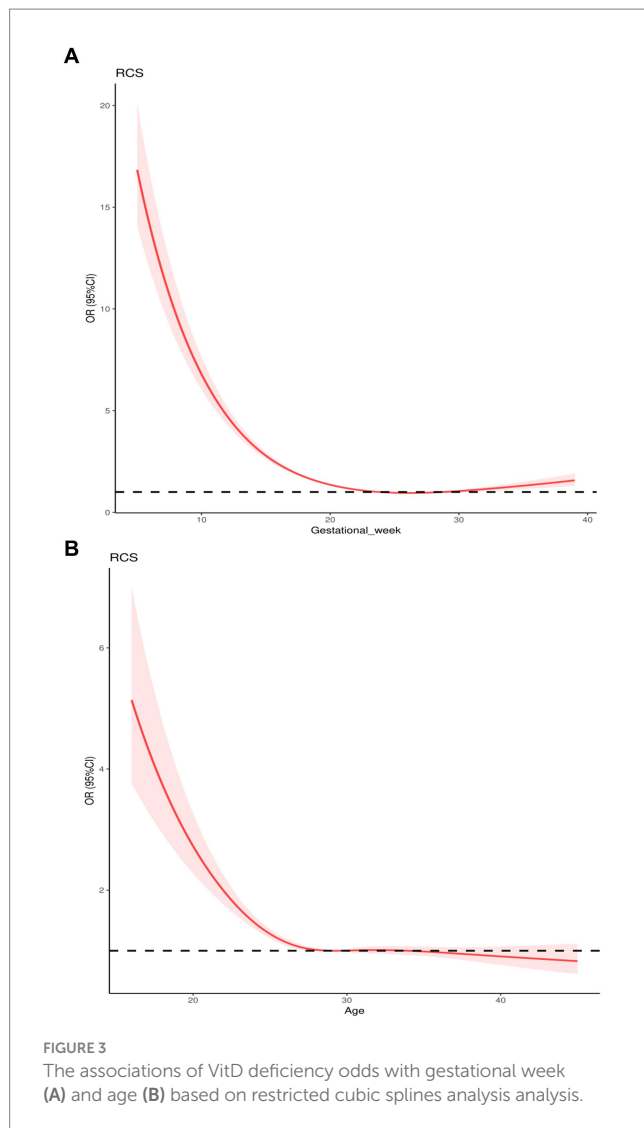 A
RCS
20
15
10
5
0
OR (95%CI)
10 20 30 40
Gestational_week
B
RCS
6
4
2
OR (95%CI)
20 30 40
Age
FIGURE 3
The associations of VitD deficiency odds with gestational week
(A) and age (B) based on restricted cubic splines analysis analysis.